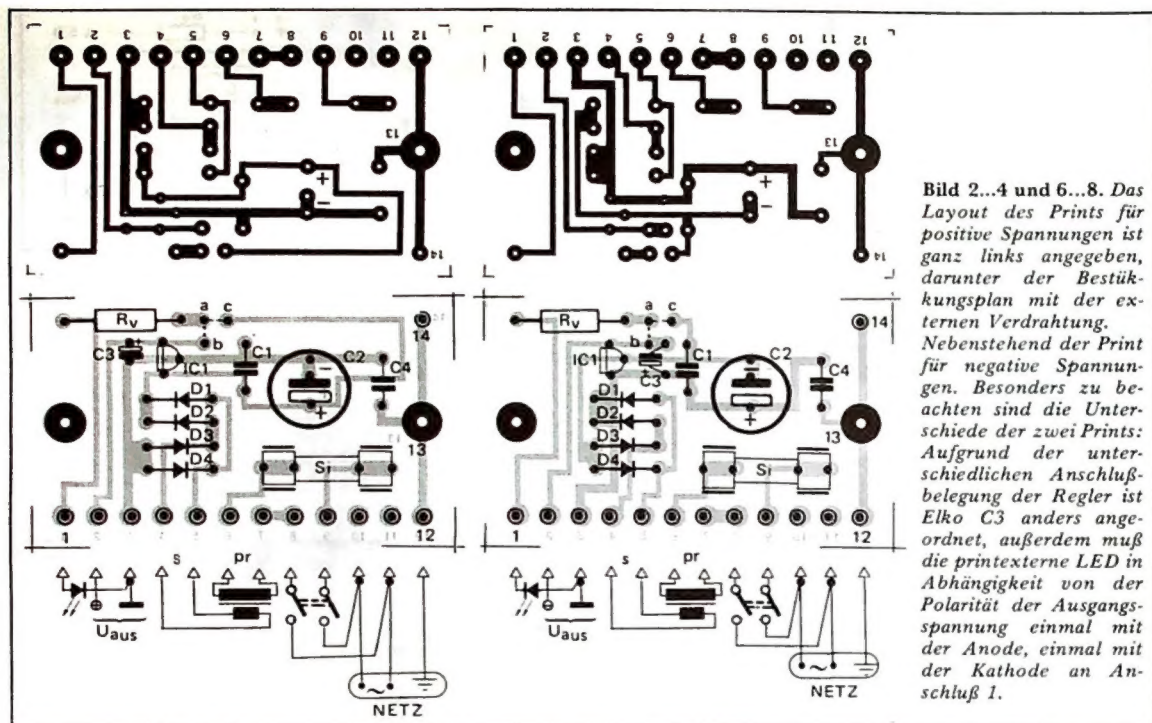 1 2 3 4 5 6 7 8 9 10 11 12
13
+
−
14
1 2 3 4 5 6 7 8 9 10 11 12
13
+
−
14
Rv a c
14
C3 + b
IC1 C1 C2 C4
−
+
D1
D2
D3
D4
13
Si
1 12
s pr
Uaus
~
NETZ
Rv a c
14
b
IC1 C3 C1 C2 C4
−
+
D1
D2
D3
D4
13
Si
1 12
s pr
Uaus
~
NETZ
Bild 2...4 und 6...8. Das
Layout des Prints für
positive Spannungen ist
ganz links angegeben,
darunter der Bestük-
kungsplan mit der ex-
ternen Verdrahtung.
Nebenstehend der Print
für negative Spannun-
gen. Besonders zu be-
achten sind die Unter-
schiede der zwei Prints:
Aufgrund der unter-
schiedlichen Anschluß-
belegung der Regler ist
Elko C3 anders ange-
ordnet, außerdem muß
die printexterne LED in
Abhängigkeit von der
Polarität der Ausgangs-
spannung einmal mit
der Anode, einmal mit
der Kathode an An-
schluß 1.